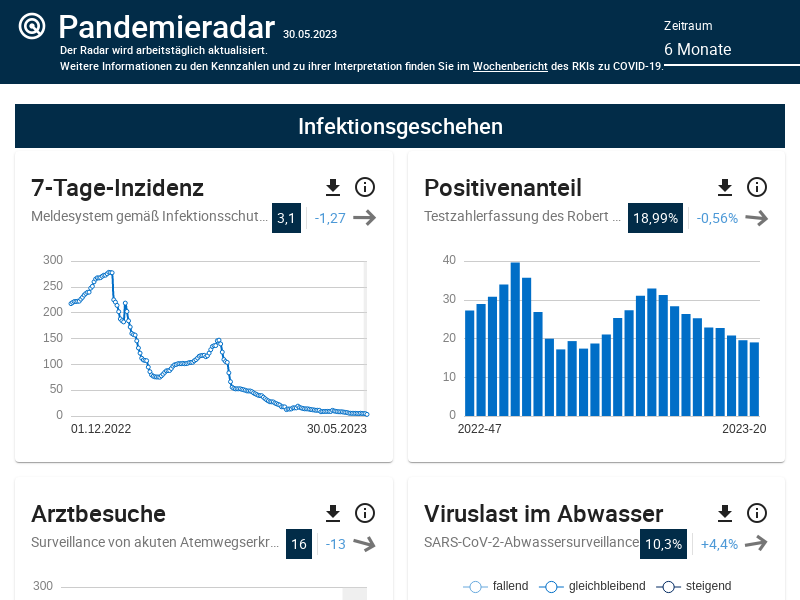 Pandemieradar 30.05.2023
Der Radar wird arbeitstäglich aktualisiert.
Weitere Informationen zu den Kennzahlen und zu ihrer Interpretation finden Sie im Wochenbericht des RKIs zu COVID-19.
Zeitraum
6 Monate
Infektionsgeschehen
7-Tage-Inzidenz
Meldesystem gemäß Infektionsschut... 3,1 -1,27
300
250
200
150
100
50
0
01.12.2022 30.05.2023
Positivenanteil
Testzahlerfassung des Robert ... 18,99% -0,56%
40
30
20
10
0
2022-47 2023-20
Arztbesuche
Surveillance von akuten Atemwegserkr... 16 -13
300
Viruslast im Abwasser
SARS-CoV-2-Abwassersurveillance 10,3% +4,4%
fallend gleichbleibend steigend